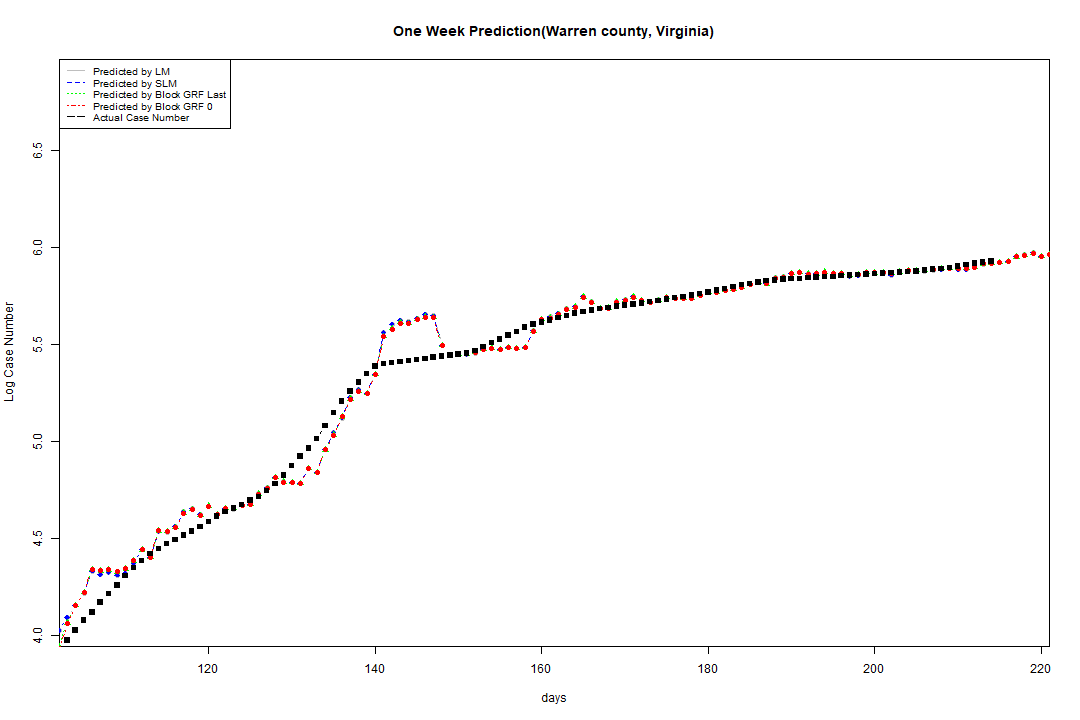 One Week Prediction(Warren county, Virginia)
Predicted by LM
Predicted by SLM
Predicted by Block GRF Last
Predicted by Block GRF 0
Actual Case Number
6.5
6.0
5.5
5.0
4.5
4.0
Log Case Number
120 140 160 180 200 220
days